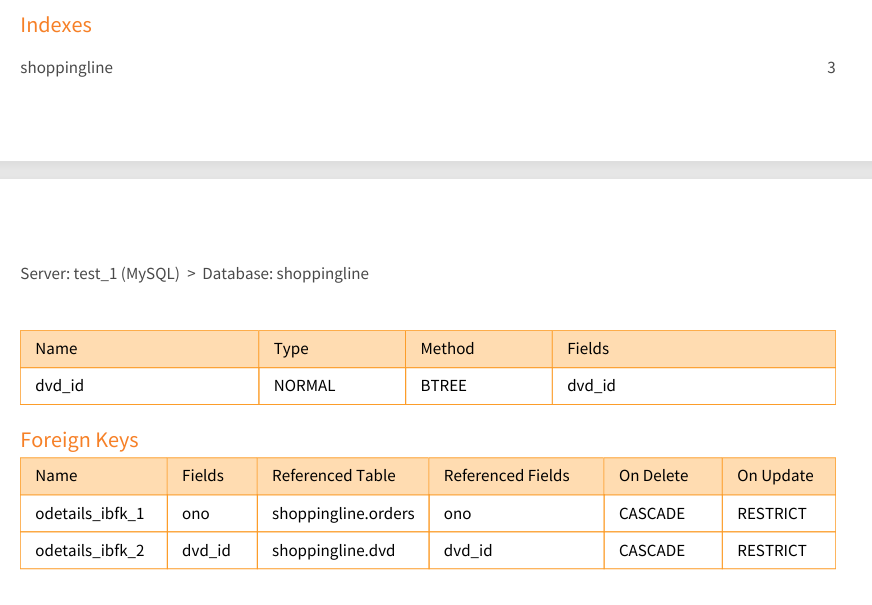 Indexes
shoppingline 3
Server: test_1 (MySQL) > Database: shoppingline
Name Type Method Fields
dvd_id NORMAL BTREE dvd_id
Foreign Keys
Name Fields Referenced Table Referenced Fields On Delete On Update
odetails_ibfk_1 ono shoppingline.orders ono CASCADE RESTRICT
odetails_ibfk_2 dvd_id shoppingline.dvd dvd_id CASCADE RESTRICT